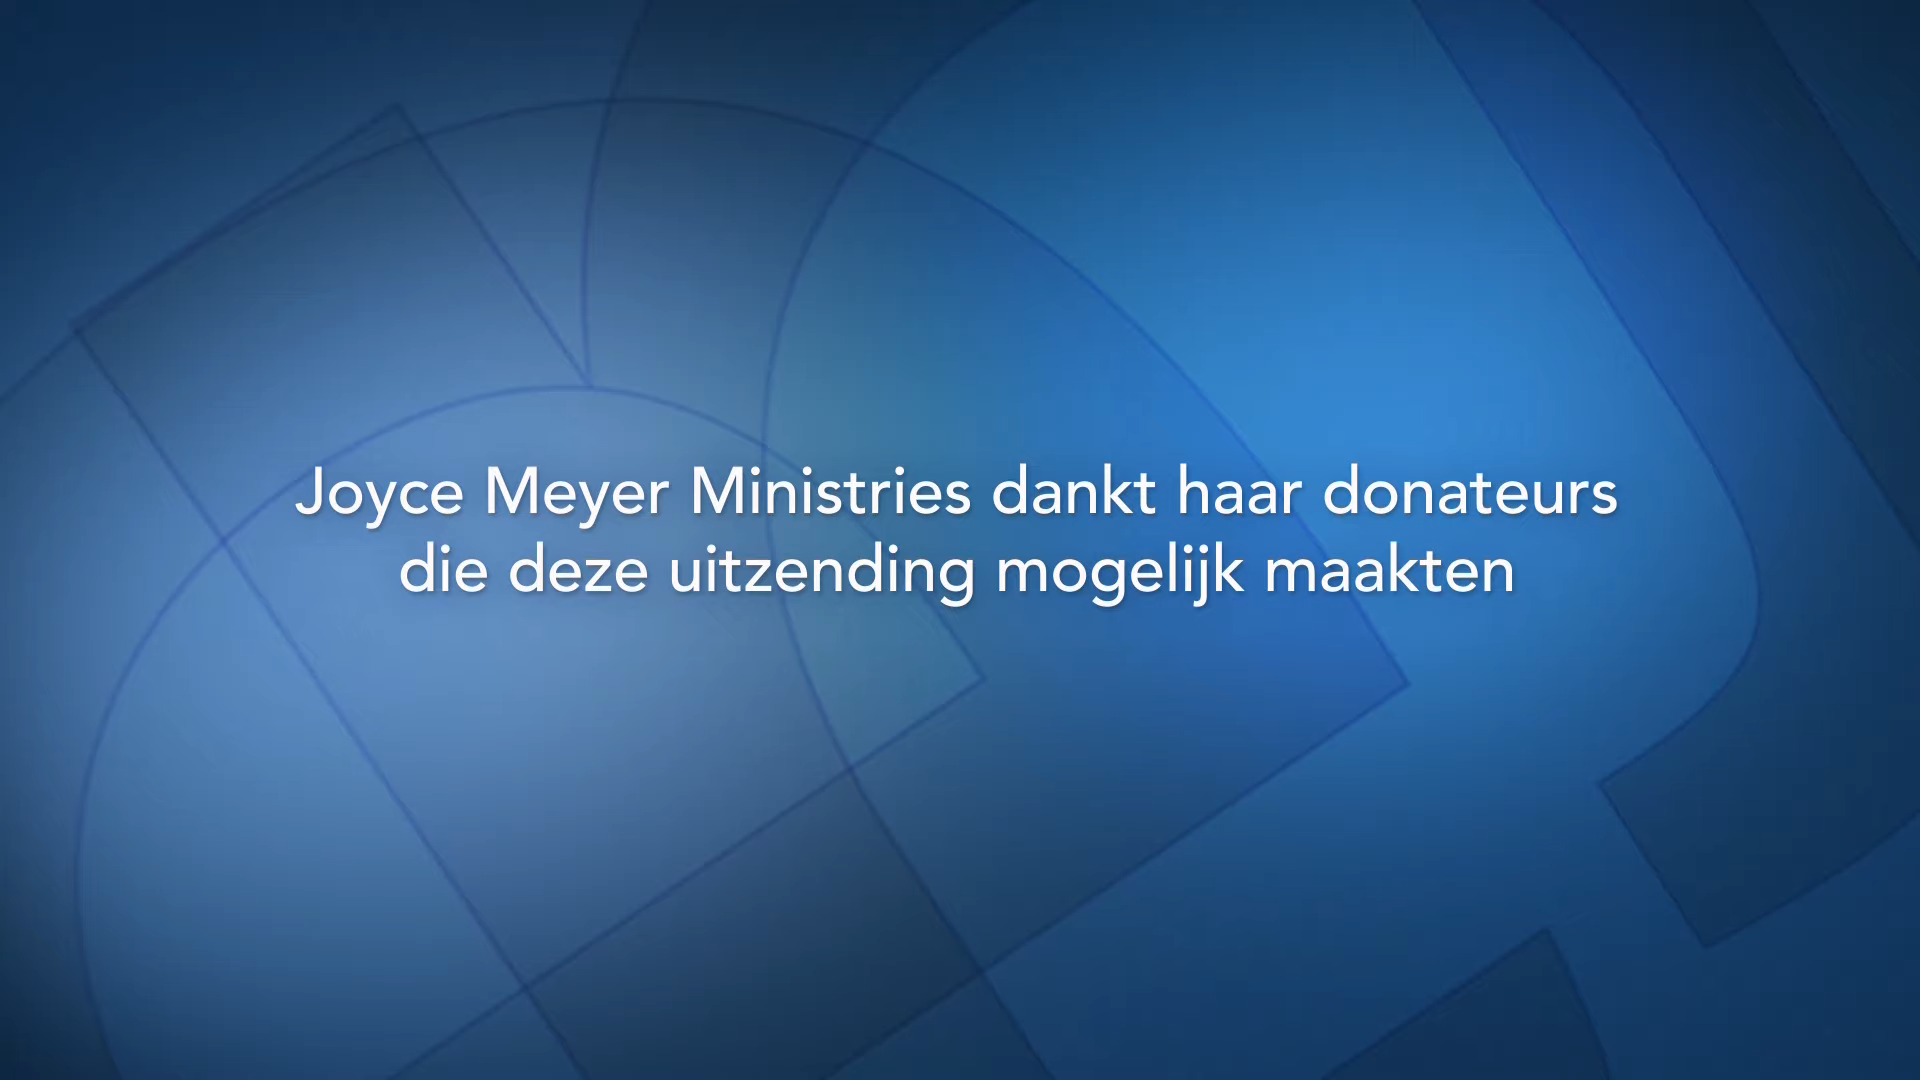 Joyce Meyer Ministries dankt haar donateurs
die deze uitzending mogelijk maakten